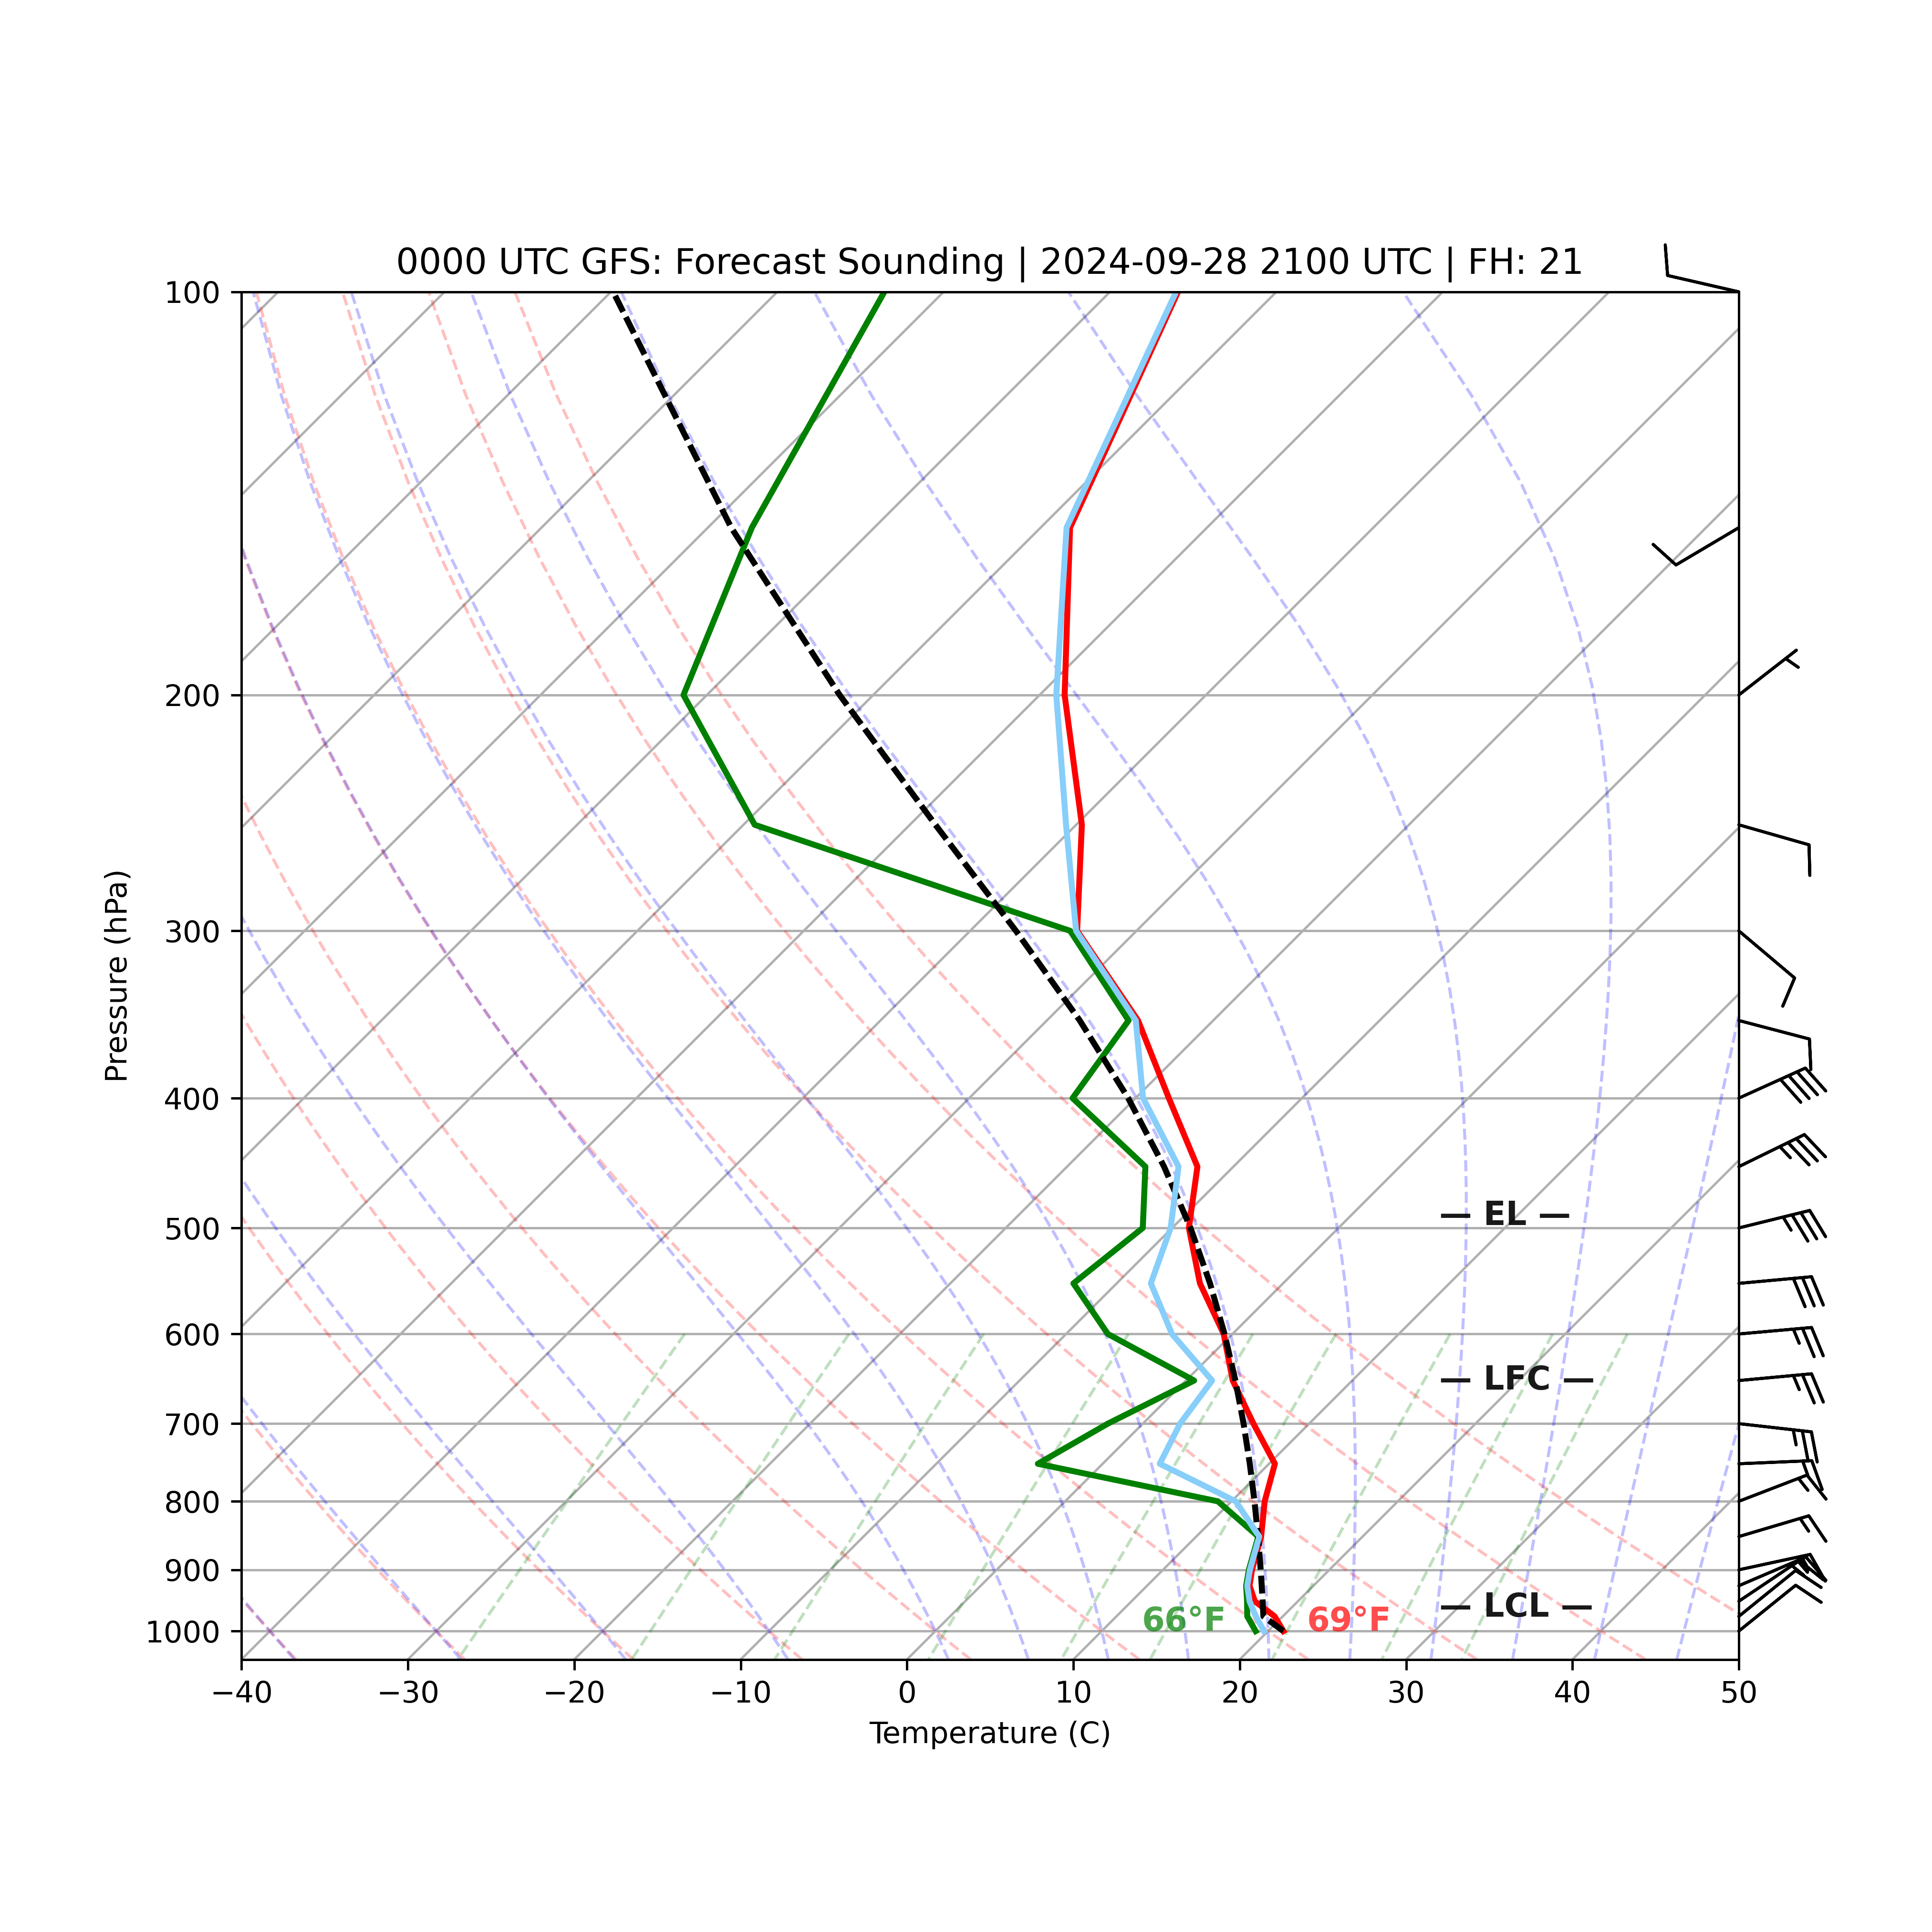 0000 UTC GFS: Forecast Sounding | 2024-09-28 2100 UTC | FH: 21
100
200
300
400
500
600
700
800
900
1000
Pressure (hPa)
— EL —
— LFC —
— LCL —
66°F 69°F
−40 −30 −20 −10 0 10 20 30 40 50
Temperature (C)